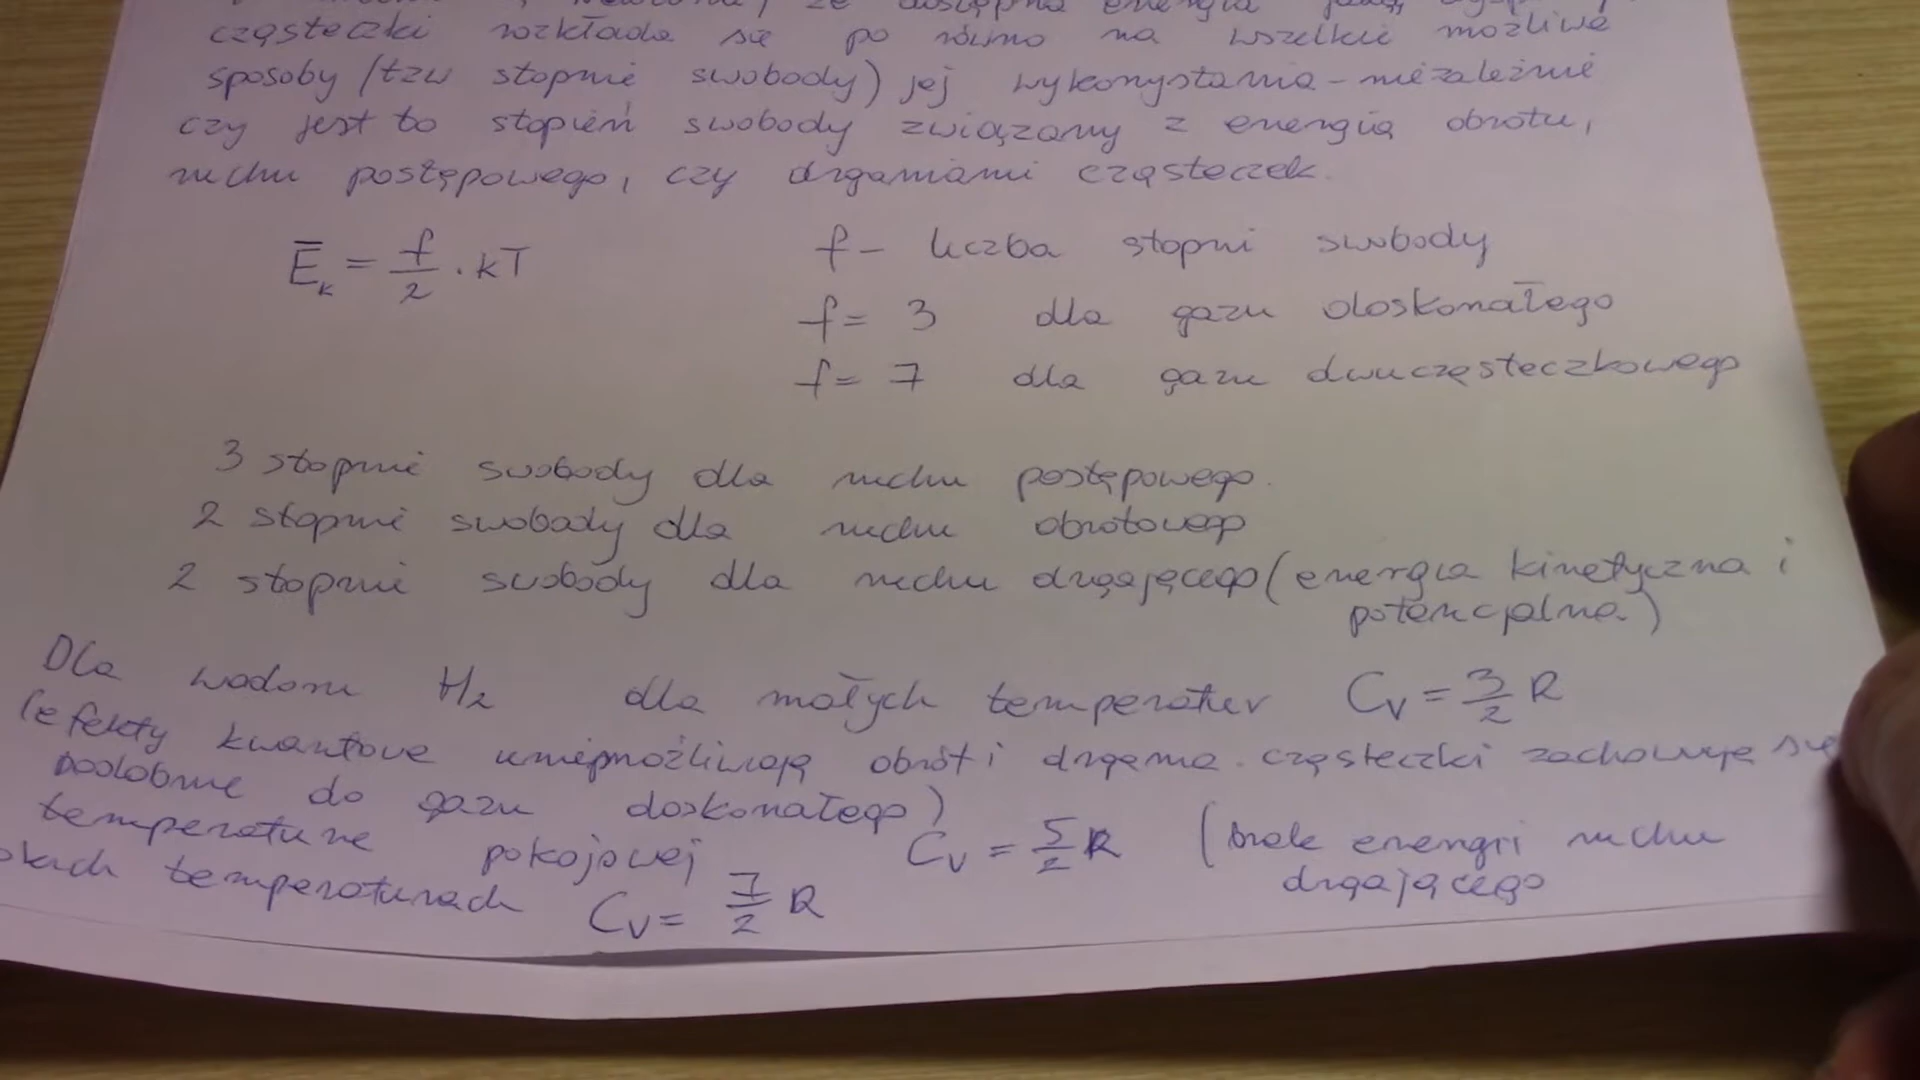 że dostępna energia
cząsteczki rozkłada się po równo na wszelkie możliwe
sposoby (tzw stopnie swobody) jej wykorzystania - niezależnie
czy jest to stopień swobody związany z energią obrotu,
ruchu postępowego, czy drganiami cząsteczek.
Ēk = f/2 · kT
f - liczba stopni swobody
f = 3 dla gazu doskonałego
f = 7 dla gazu dwucząsteczkowego
3 stopnie swobody dla ruchu postępowego.
2 stopnie swobody dla ruchu obrotowego
2 stopnie swobody dla ruchu drgającego (energia kinetyczna i
potencjalna)
Dla wodoru H2 dla małych temperatur Cv = 3/2 R
(efekty kwantowe uniemożliwiają obrót i drgania. cząsteczki zachowuje się
podobnie do gazu doskonałego)
temperaturze pokojowej Cv = 5/2 R (brak energii ruchu
drgającego
temperaturach Cv = 7/2 R